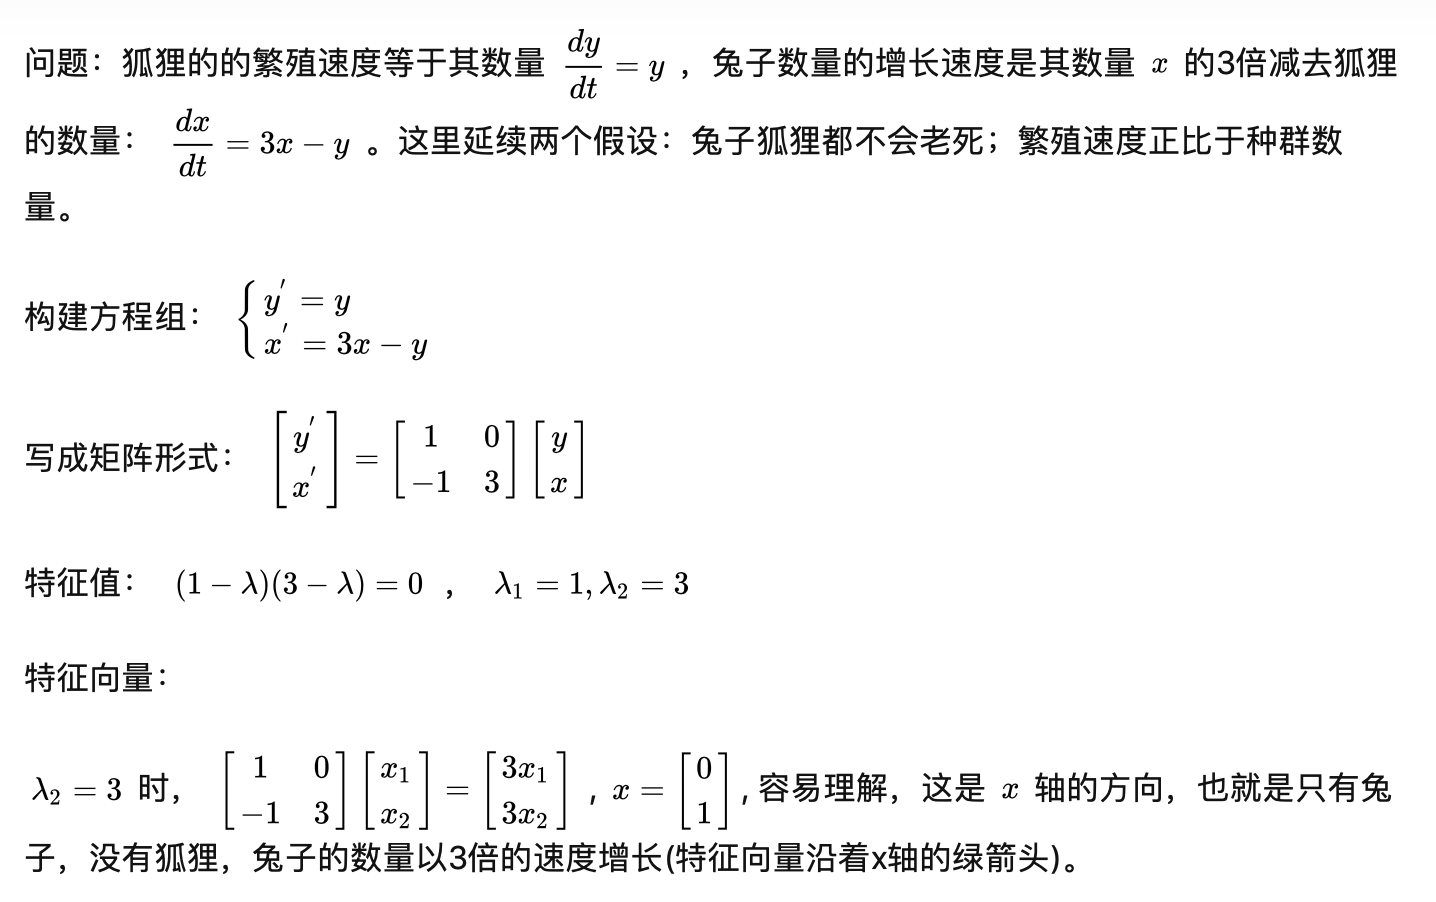 问题：狐狸的的繁殖速度等于其数量 $\frac{dy}{dt} = y$ ，兔子数量的增长速度是其数量 $x$ 的3倍减去狐狸
的数量： $\frac{dx}{dt} = 3x - y$ 。这里延续两个假设：兔子狐狸都不会老死；繁殖速度正比于种群数
量。
构建方程组： $\begin{cases} y^{'} = y \\ x^{'} = 3x - y \end{cases}$
写成矩阵形式： $\begin{bmatrix} y^{'} \\ x^{'} \end{bmatrix} = \begin{bmatrix} 1 & 0 \\ -1 & 3 \end{bmatrix} \begin{bmatrix} y \\ x \end{bmatrix}$
特征值： $(1 - \lambda)(3 - \lambda) = 0$ ， $\lambda_1 = 1, \lambda_2 = 3$
特征向量：
$\lambda_2 = 3$ 时， $\begin{bmatrix} 1 & 0 \\ -1 & 3 \end{bmatrix} \begin{bmatrix} x_1 \\ x_2 \end{bmatrix} = \begin{bmatrix} 3x_1 \\ 3x_2 \end{bmatrix}$ , $x = \begin{bmatrix} 0 \\ 1 \end{bmatrix}$ , 容易理解，这是 $x$ 轴的方向，也就是只有兔
子，没有狐狸，兔子的数量以3倍的速度增长(特征向量沿着x轴的绿箭头)。